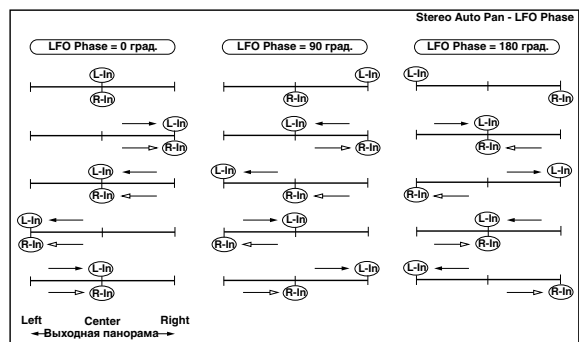 Stereo Auto Pan - LFO Phase
LFO Phase = 0 град. LFO Phase = 90 град. LFO Phase = 180 град.
L-In L-In L-In
R-In R-In R-In
L-In L-In L-In
R-In R-In R-In
L-In L-In L-In
R-In R-In R-In
L-In L-In L-In
R-In R-In R-In
L-In L-In L-In
R-In R-In R-In
Left Center Right
Выходная панорама